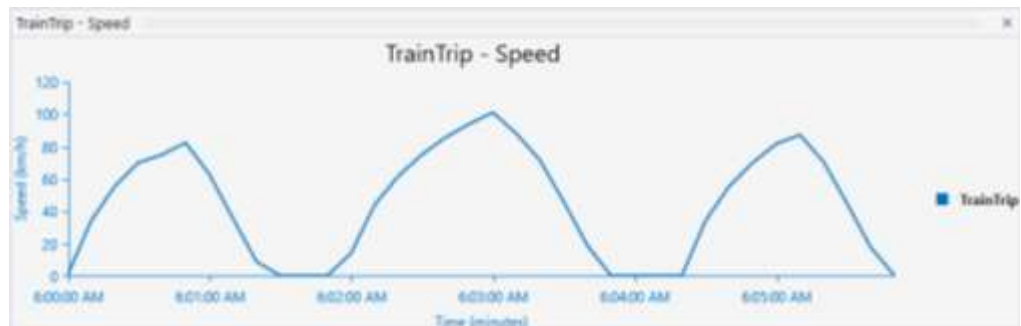 TrainTrip - Speed
TrainTrip - Speed
120
100
80
60
40
20
0
Speed (km/h)
6:00:00 AM 6:01:00 AM 6:02:00 AM 6:03:00 AM 6:04:00 AM 6:05:00 AM
Time (minutes)
TrainTrip